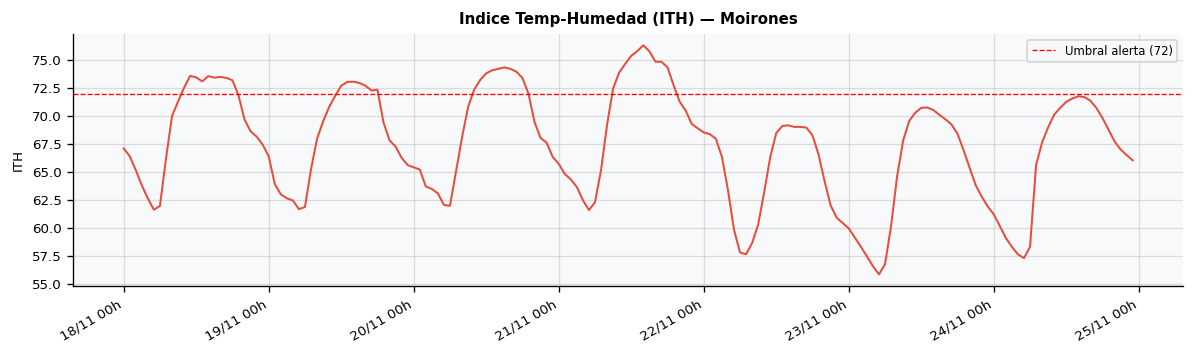 Indice Temp-Humedad (ITH) — Moirones
Umbral alerta (72)
ITH
75.0
72.5
70.0
67.5
65.0
62.5
60.0
57.5
55.0
18/11 00h
19/11 00h
20/11 00h
21/11 00h
22/11 00h
23/11 00h
24/11 00h
25/11 00h